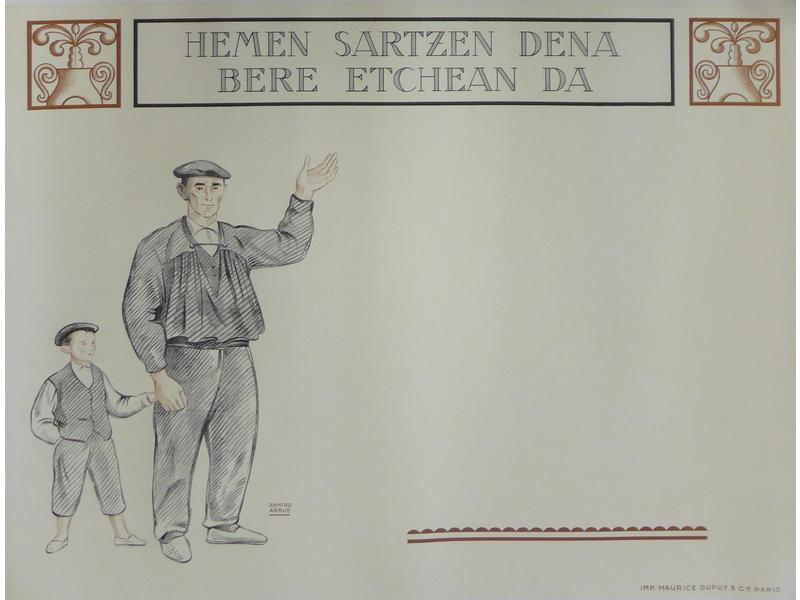 HEMEN SARTZEN DENA
BERE ETCHEAN DA
RAMIRO
ARRUE
IMP. MAURICE DUPUY & Cie PARIS